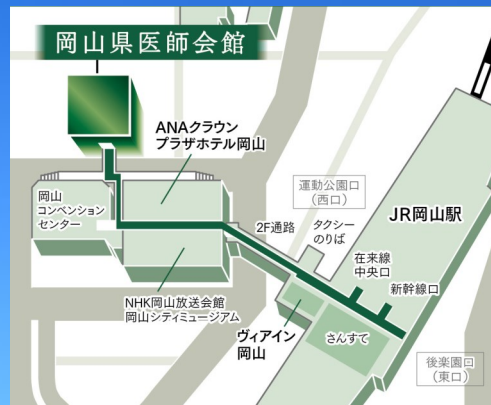 岡山県医師会館
ANAクラウン
プラザホテル岡山
岡山
コンベンション
センター
運動公園口
(西口)
2F通路
タクシー
のりば
JR岡山駅
在来線
中央口
新幹線口
NHK岡山放送会館
岡山シティミュージアム
ヴィアイン
岡山
さんすて
後楽園口
(東口)